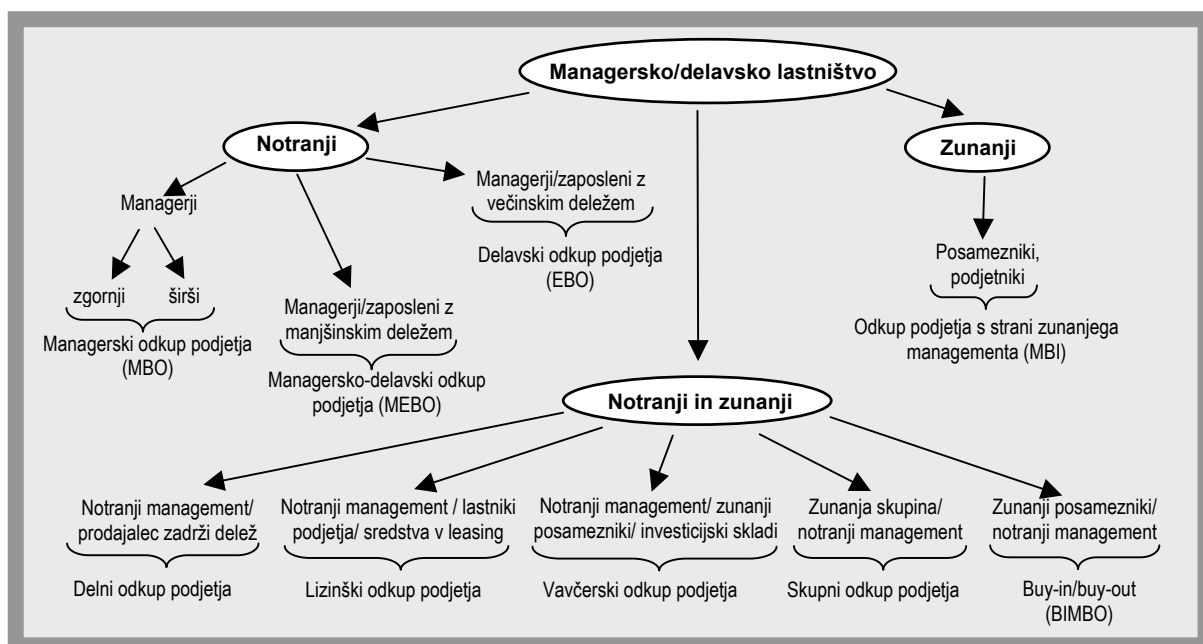 Managersko/delavsko lastništvo
Notranji
Zunanji
Managerji
zgornji
širši
Managerski odkup podjetja
(MBO)
Managerji/zaposleni z
manjšinskim deležem
Managersko-delavski odkup
podjetja (MEBO)
Managerji/zaposleni z
večinskim deležem
Delavski odkup podjetja
(EBO)
Posamezniki,
podjetniki
Odkup podjetja s strani zunanjega
managementa (MBI)
Notranji in zunanji
Notranji management/
prodajalec zadrži delež
Delni odkup podjetja
Notranji management / lastniki
podjetja/ sredstva v leasing
Lizinški odkup podjetja
Notranji management/ zunanji
posamezniki/ investicijski skladi
Vavčerski odkup podjetja
Zunanja skupina/
notranji management
Skupni odkup podjetja
Zunanji posamezniki/
notranji management
Buy-in/buy-out
(BIMBO)